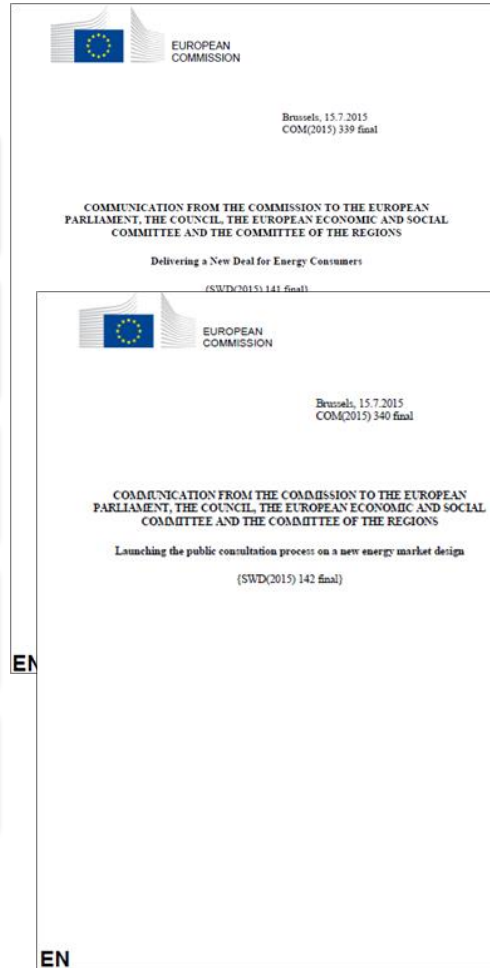 EUROPEAN
COMMISSION
Brussels, 15.7.2015
COM(2015) 339 final
COMMUNICATION FROM THE COMMISSION TO THE EUROPEAN
PARLIAMENT, THE COUNCIL, THE EUROPEAN ECONOMIC AND SOCIAL
COMMITTEE AND THE COMMITTEE OF THE REGIONS
Delivering a New Deal for Energy Consumers
{SWD(2015) 141 final}
EN
EUROPEAN
COMMISSION
Brussels, 15.7.2015
COM(2015) 340 final
COMMUNICATION FROM THE COMMISSION TO THE EUROPEAN
PARLIAMENT, THE COUNCIL, THE EUROPEAN ECONOMIC AND SOCIAL
COMMITTEE AND THE COMMITTEE OF THE REGIONS
Launching the public consultation process on a new energy market design
{SWD(2015) 142 final}
EN